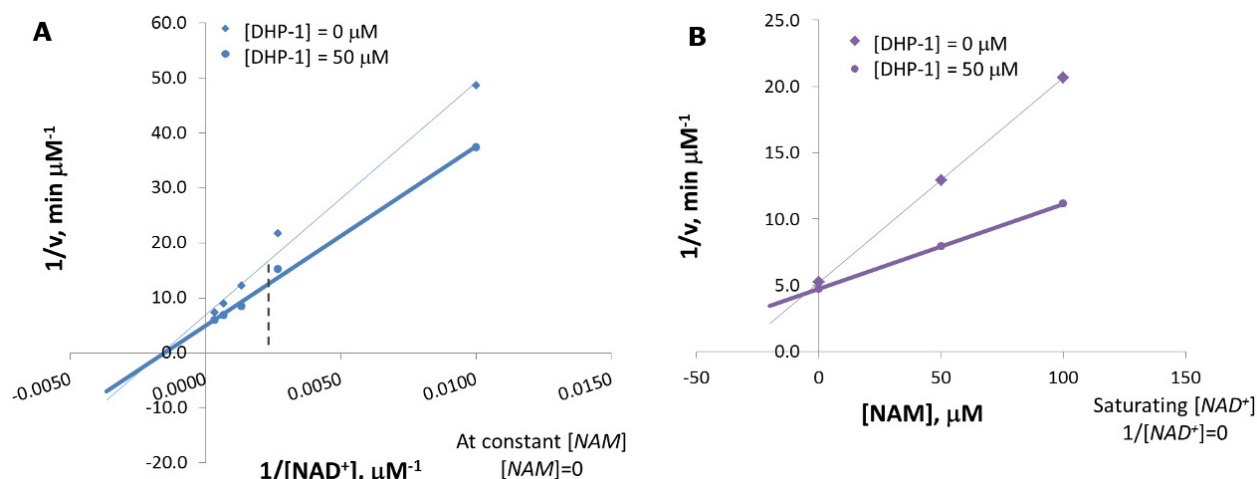 A
[DHP-1] = 0 μM
[DHP-1] = 50 μM
1/v, min μM-1
60.0
50.0
40.0
30.0
20.0
10.0
0.0
-10.0
-20.0
-0.0050
0.0000
0.0050
0.0100
0.0150
At constant [NAM]
[NAM]=0
1/[NAD+], μM-1
B
[DHP-1] = 0 μM
[DHP-1] = 50 μM
1/v, min μM-1
25.0
20.0
15.0
10.0
5.0
0.0
-50
0
50
100
150
[NAM], μM
Saturating [NAD+]
1/[NAD+]=0